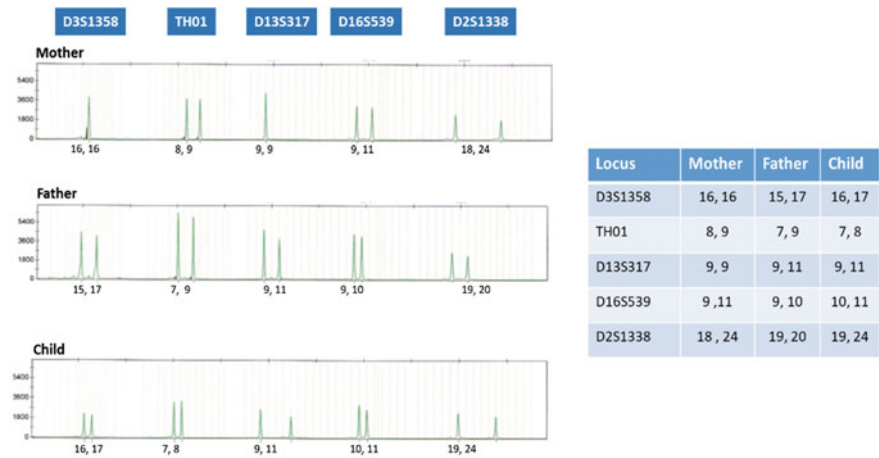 D3S1358 TH01 D13S317 D16S539 D2S1338
Mother
5400
3600
1800
0
16, 16 8, 9 9, 9 9, 11 18, 24
Father
5400
3600
1800
0
15, 17 7, 9 9, 11 9, 10 19, 20
Child
5400
3600
1800
0
16, 17 7, 8 9, 11 10, 11 19, 24
Locus Mother Father Child
D3S1358 16, 16 15, 17 16, 17
TH01 8, 9 7, 9 7, 8
D13S317 9, 9 9, 11 9, 11
D16S539 9 ,11 9, 10 10, 11
D2S1338 18 , 24 19, 20 19, 24